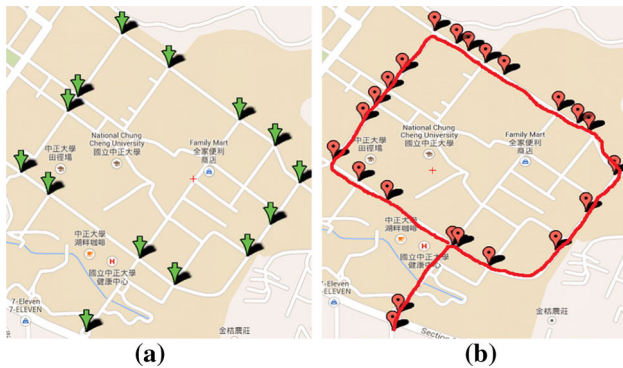 National Chung
Cheng University
國立中正大學
中正大學
田徑場
Family Mart
全家便利
商店
中正大學
湖畔咖啡
國立中正大學
健康中心
7-Eleven
7-ELEVEN
金桔農莊
(a)
National Chung
Cheng University
國立中正大學
中正大學
田徑場
Family Mart
全家便利
商店
中正大學
湖畔咖啡
國立中正大學
健康中心
7-Eleven
7-ELEVEN
Section
金桔農莊
(b)